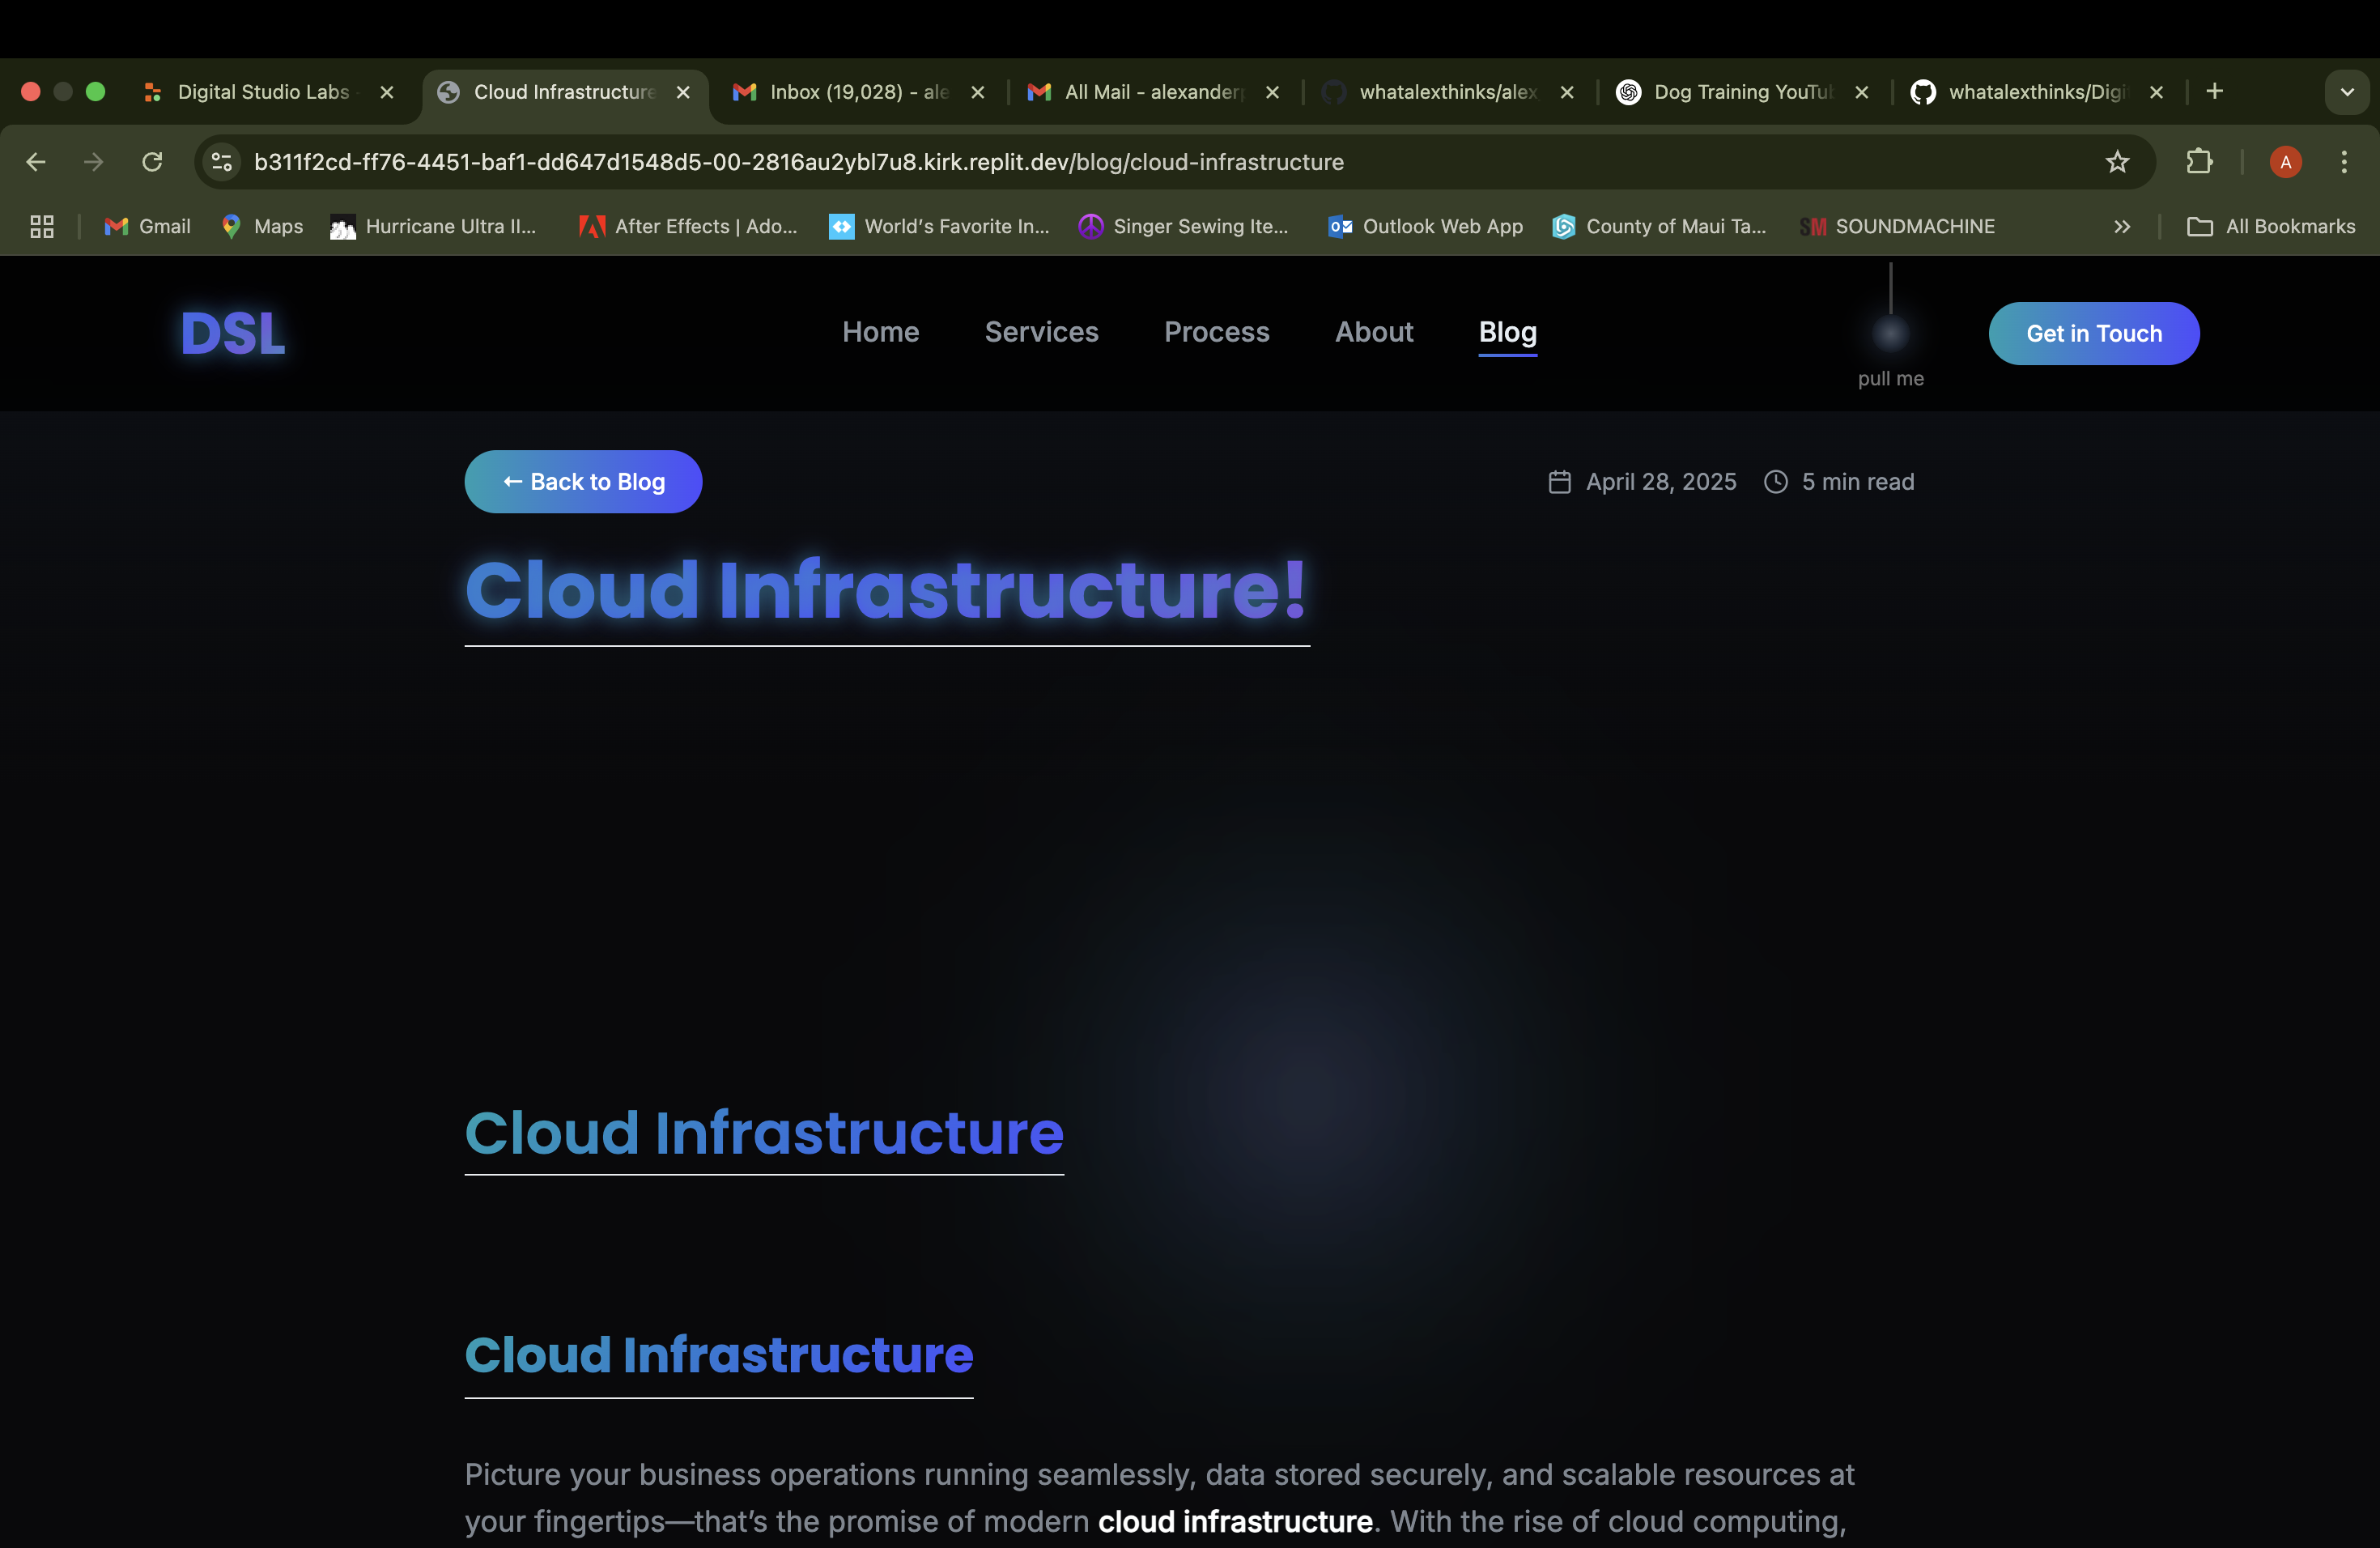 Digital Studio Labs
Cloud Infrastructure
Inbox (19,028) - ale
All Mail - alexander
whatalexthinks/alex
Dog Training YouTu
whatalexthinks/Digi
b311f2cd-ff76-4451-baf1-dd647d1548d5-00-2816au2ybl7u8.kirk.replit.dev/blog/cloud-infrastructure
A
Gmail
Maps
Hurricane Ultra II...
After Effects | Ado...
World's Favorite In...
Singer Sewing Ite...
Outlook Web App
County of Maui Ta...
SM SOUNDMACHINE
All Bookmarks
DSL
Home
Services
Process
About
Blog
pull me
Get in Touch
← Back to Blog
April 28, 2025
5 min read
Cloud Infrastructure!
Cloud Infrastructure
Cloud Infrastructure
Picture your business operations running seamlessly, data stored securely, and scalable resources at
your fingertips—that’s the promise of modern cloud infrastructure. With the rise of cloud computing,